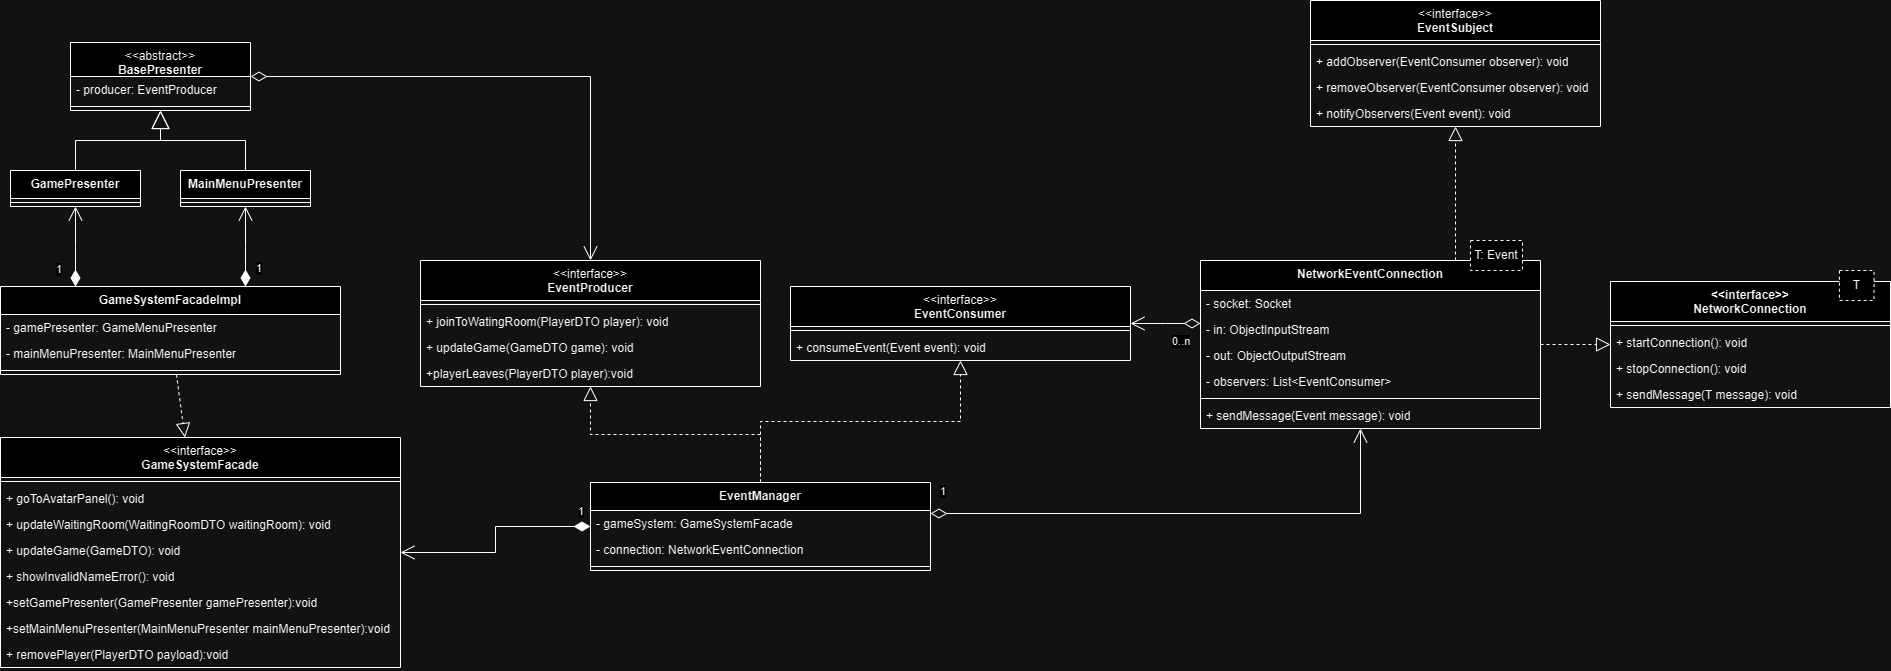 <<abstract>>
BasePresenter
- producer: EventProducer
GamePresenter
MainMenuPresenter
1
1
GameSystemFacadeImpl
- gamePresenter: GameMenuPresenter
- mainMenuPresenter: MainMenuPresenter
<<interface>>
GameSystemFacade
+ goToAvatarPanel(): void
+ updateWaitingRoom(WaitingRoomDTO waitingRoom): void
+ updateGame(GameDTO): void
+ showInvalidNameError(): void
+setGamePresenter(GamePresenter gamePresenter):void
+setMainMenuPresenter(MainMenuPresenter mainMenuPresenter):void
+ removePlayer(PlayerDTO payload):void
<<interface>>
EventProducer
+ joinToWatingRoom(PlayerDTO player): void
+ updateGame(GameDTO game): void
+playerLeaves(PlayerDTO player):void
<<interface>>
EventConsumer
+ consumeEvent(Event event): void
1
EventManager
- gameSystem: GameSystemFacade
- connection: NetworkEventConnection
1
<<interface>>
EventSubject
+ addObserver(EventConsumer observer): void
+ removeObserver(EventConsumer observer): void
+ notifyObservers(Event event): void
T: Event
NetworkEventConnection
- socket: Socket
- in: ObjectInputStream
- out: ObjectOutputStream
- observers: List<EventConsumer>
+ sendMessage(Event message): void
0..n
T
<<interface>>
NetworkConnection
+ startConnection(): void
+ stopConnection(): void
+ sendMessage(T message): void